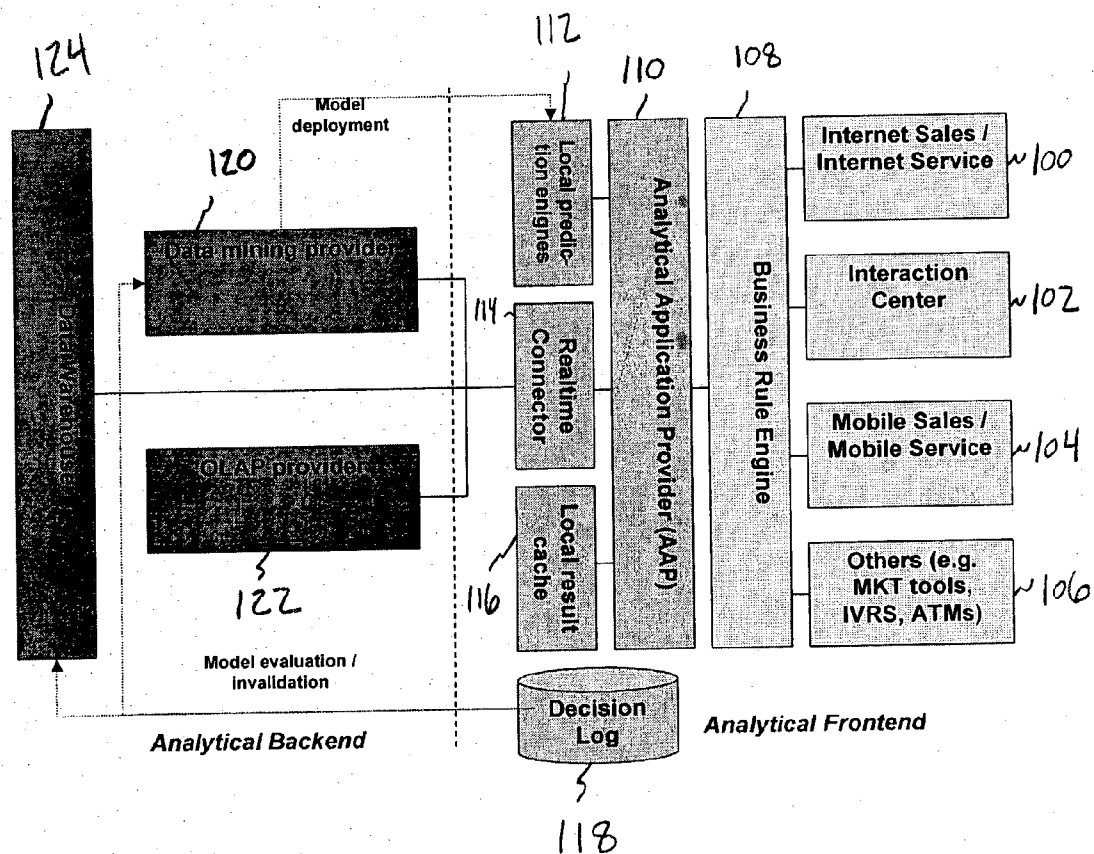 112
124
110
108
Model
deployment
120
Local predic-
tion enignes
Analytical Application Provider (AAP)
Business Rule Engine
Internet Sales /
Internet Service
100
Data mining provider
Data Warehouse
Interaction
Center
102
114
Realtime
Connector
Mobile Sales /
Mobile Service
104
OLAP provider
122
116
Local result
cache
Others (e.g.
MKT tools,
IVRS, ATMs)
106
Model evaluation /
invalidation
Decision
Log
Analytical Backend
Analytical Frontend
118